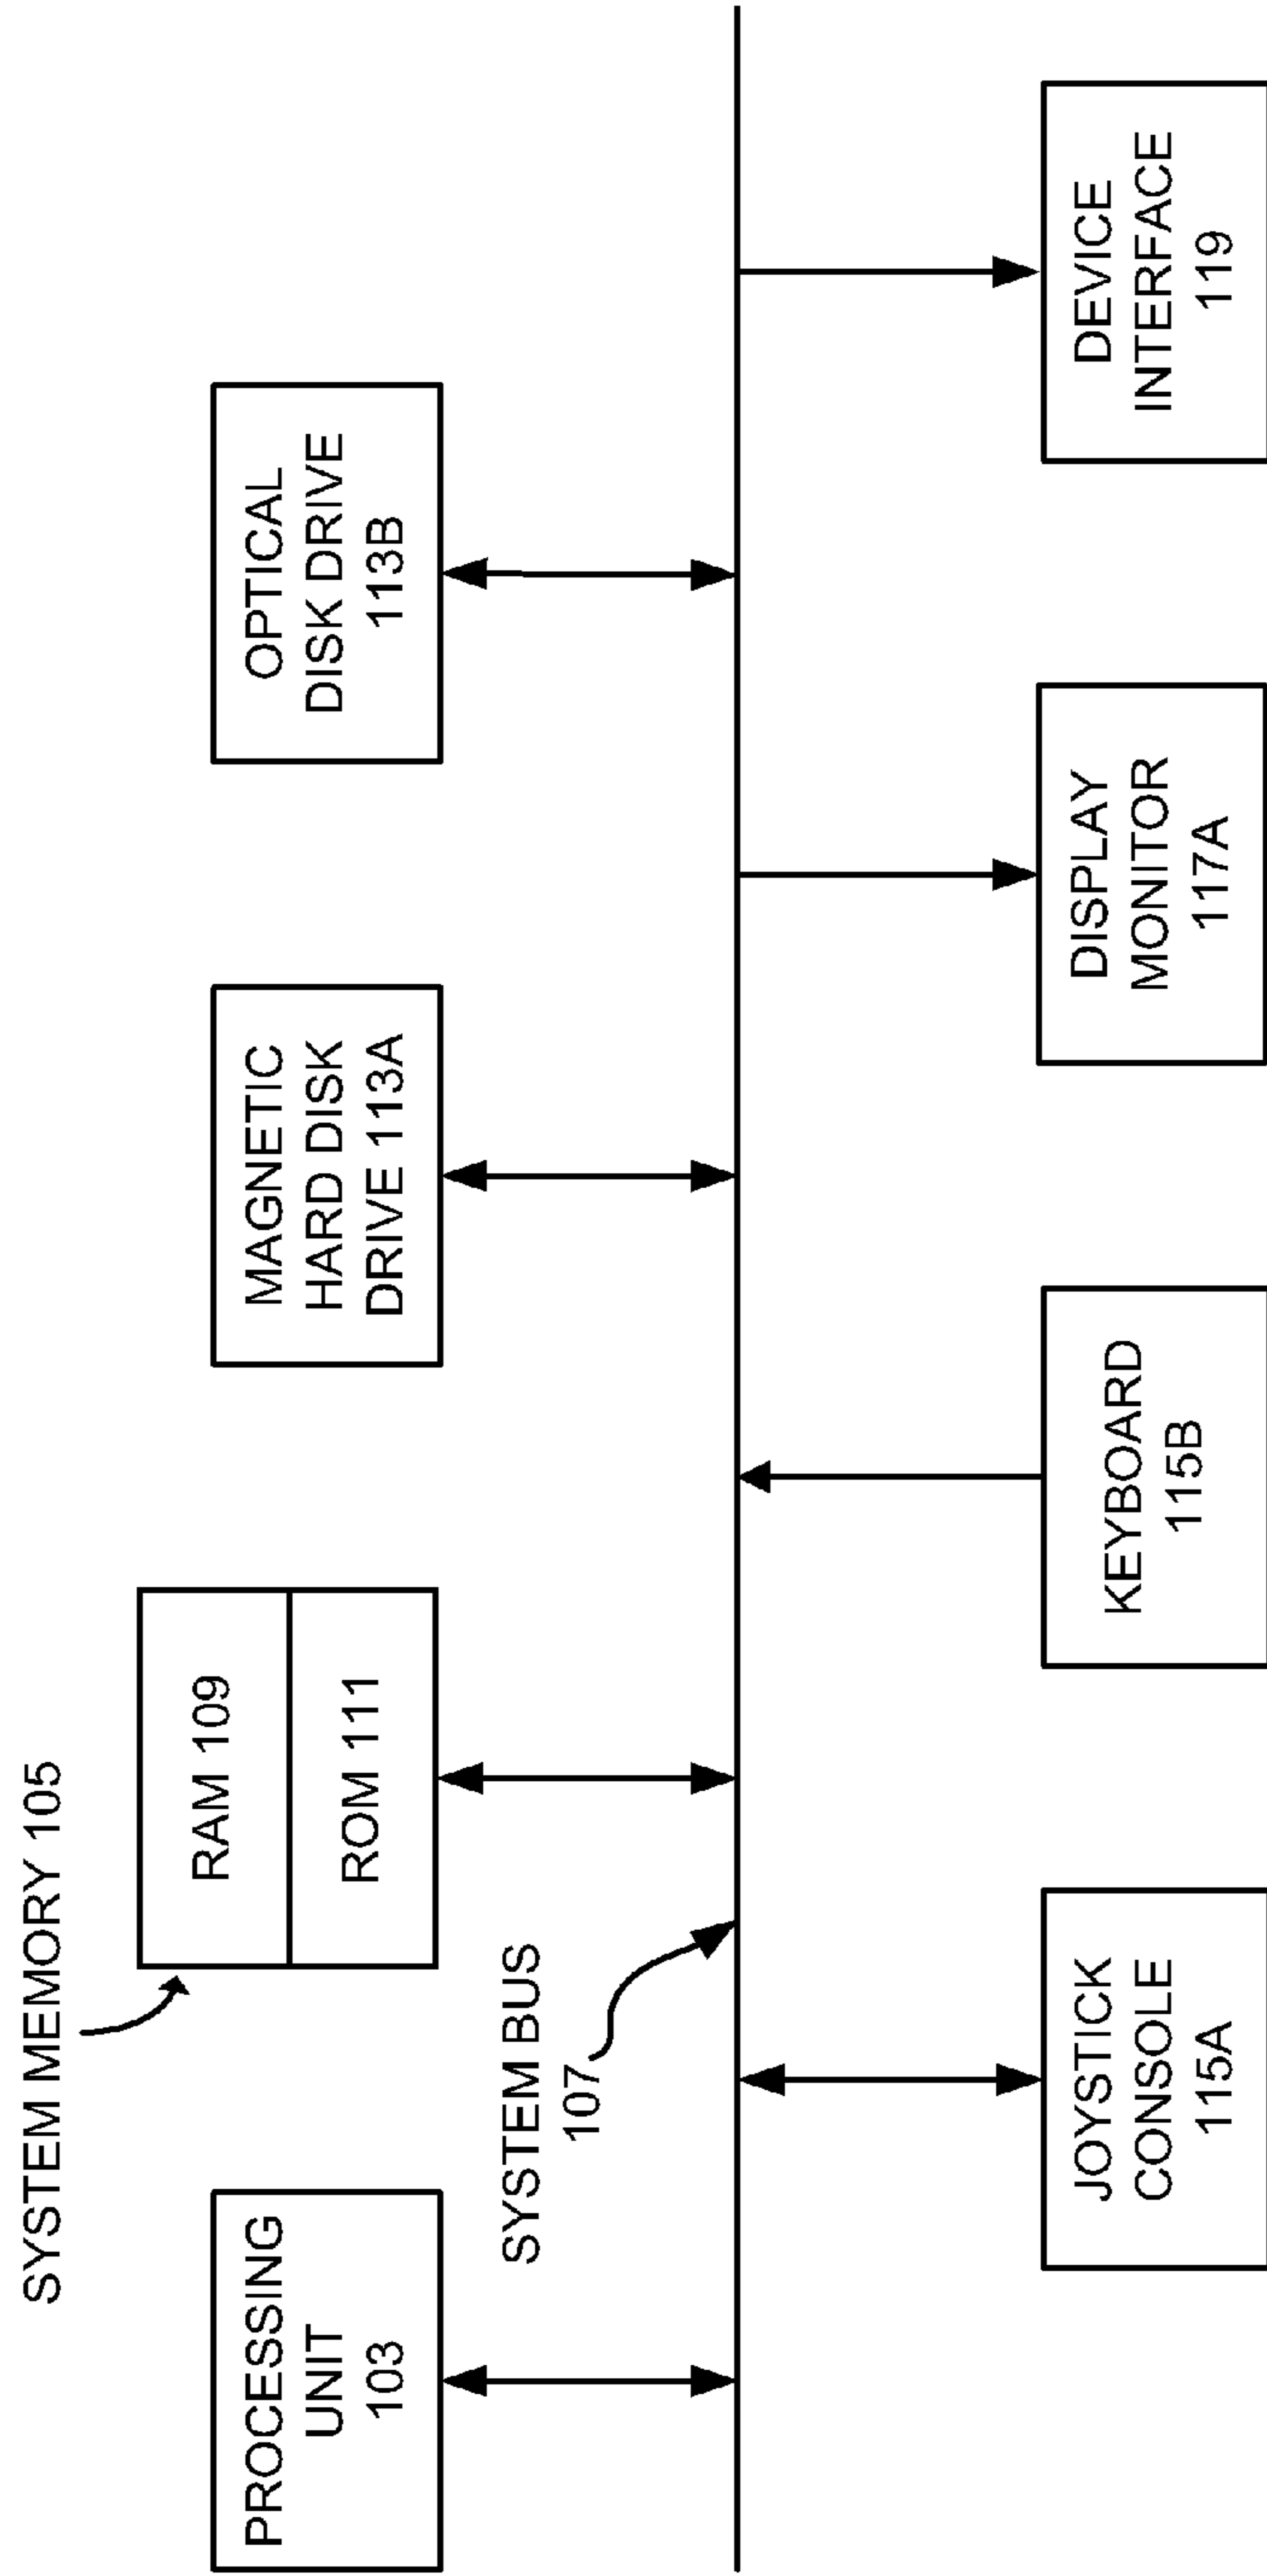 SYSTEM MEMORY 105
PROCESSING
UNIT
103
RAM 109
ROM 111
MAGNETIC
HARD DISK
DRIVE 113A
OPTICAL
DISK DRIVE
113B
SYSTEM BUS
107
JOYSTICK
CONSOLE
115A
KEYBOARD
115B
DISPLAY
MONITOR
117A
DEVICE
INTERFACE
119